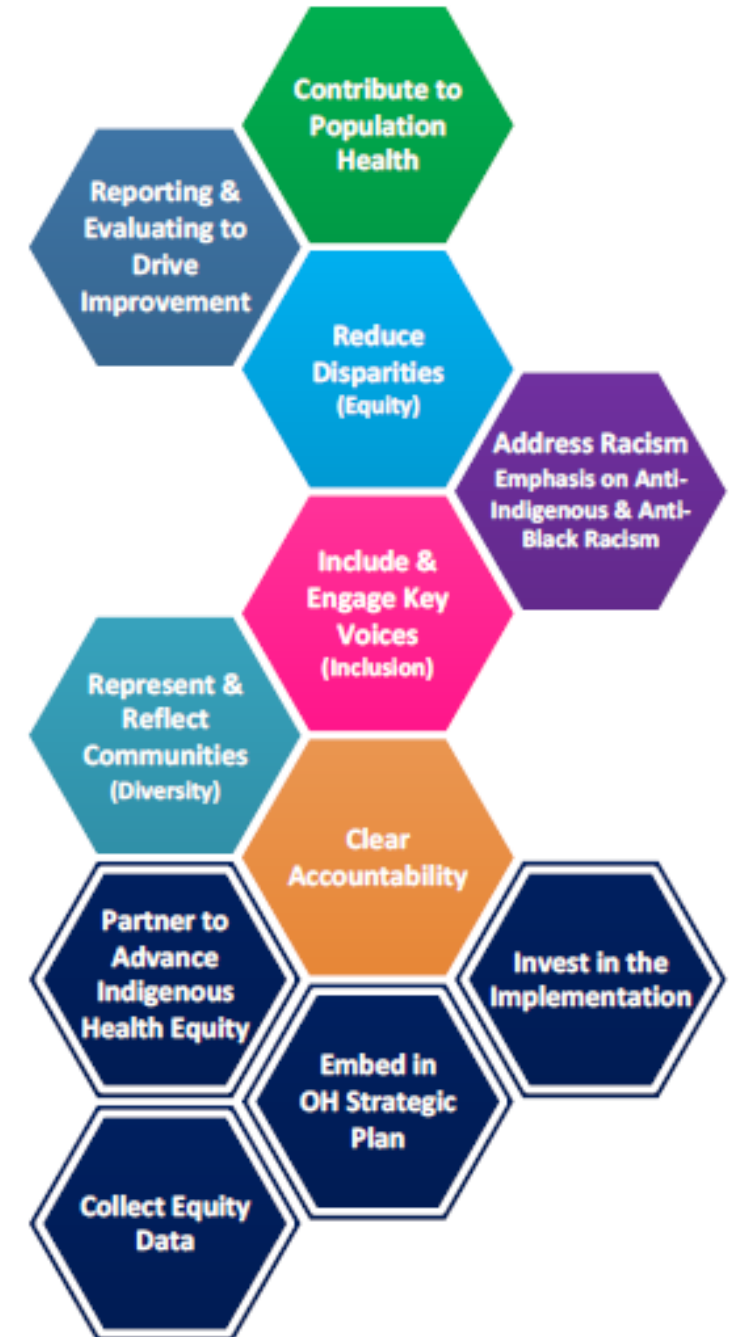 Contribute to
Population
Health
Reporting &
Evaluating to
Drive
Improvement
Reduce
Disparities
(Equity)
Address Racism
Emphasis on Anti-
Indigenous & Anti-
Black Racism
Include &
Engage Key
Voices
(Inclusion)
Represent &
Reflect
Communities
(Diversity)
Clear
Accountability
Partner to
Advance
Indigenous
Health Equity
Invest in the
Implementation
Embed in
OH Strategic
Plan
Collect Equity
Data